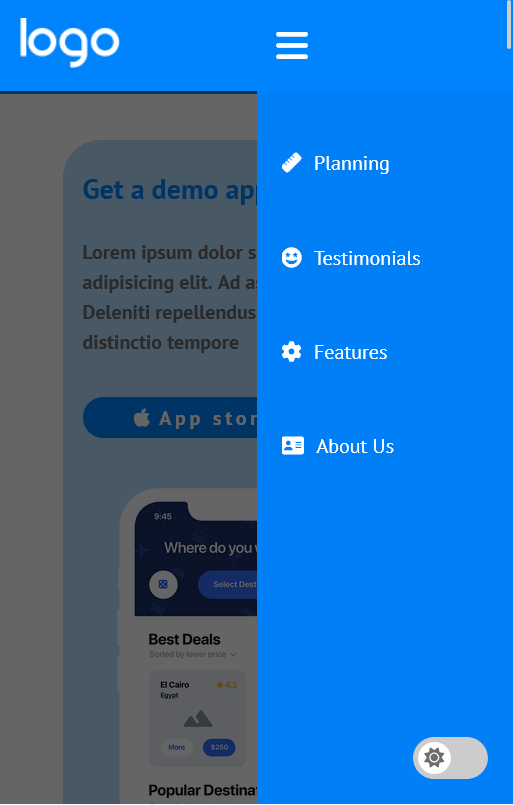 logo
Planning
Testimonials
Features
About Us
Get a demo app
Lorem ipsum dolor s
adipisicing elit. Ad as
Deleniti repellendus
distinctio tempore
App stor
9:45
Where do you v
Select Dest
Best Deals
Sorted by lower price
El Cairo
4.3
Egypt
More
$260
Popular Destinat